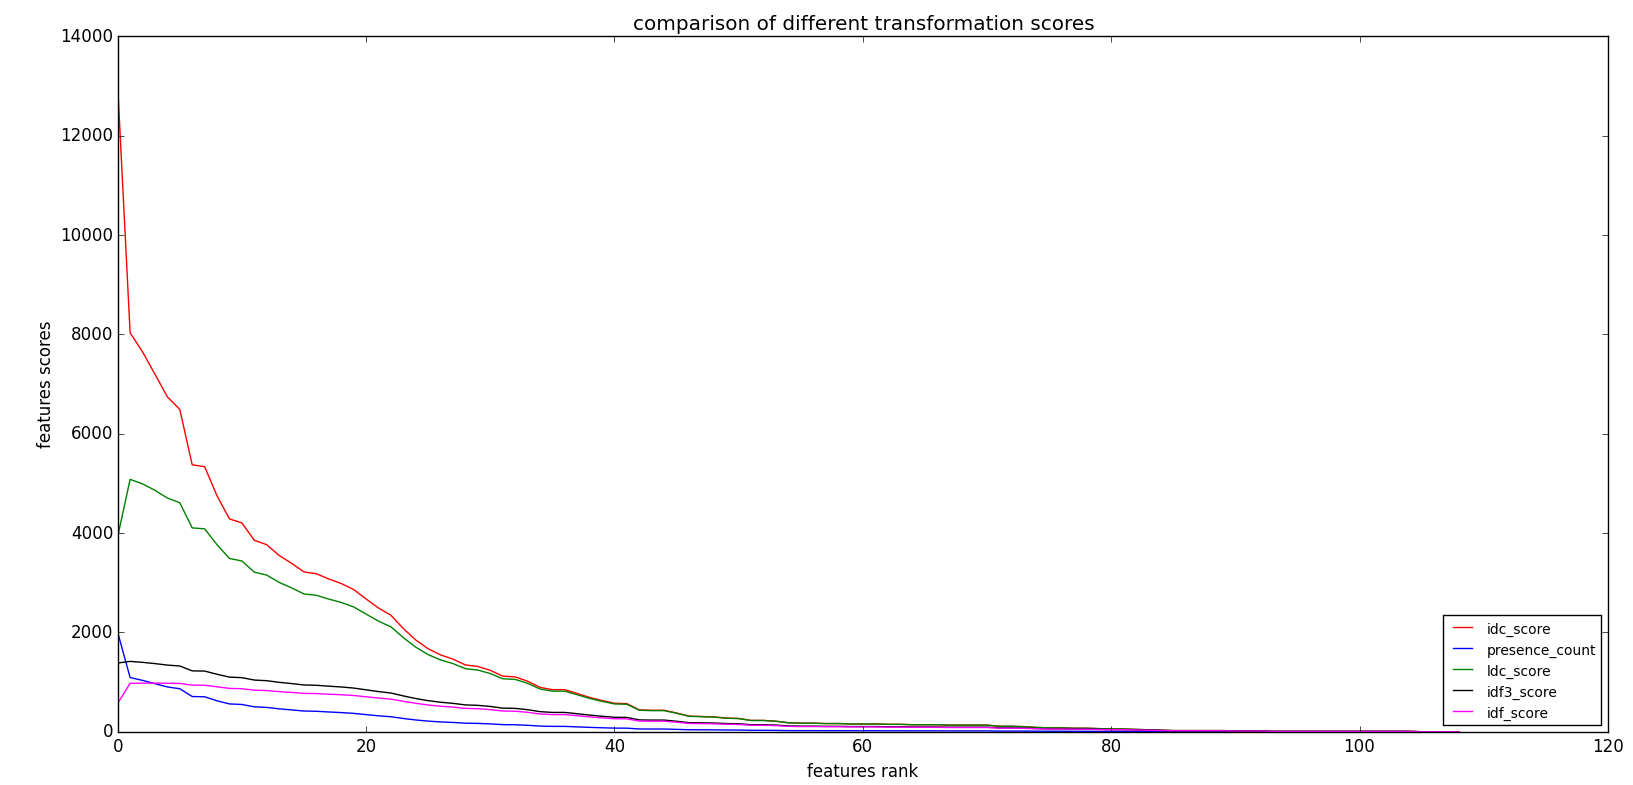 comparison of different transformation scores
14000
12000
10000
8000
6000
4000
2000
0
features scores
0 20 40 60 80 100 120
features rank
idc_score
presence_count
ldc_score
idf3_score
idf_score